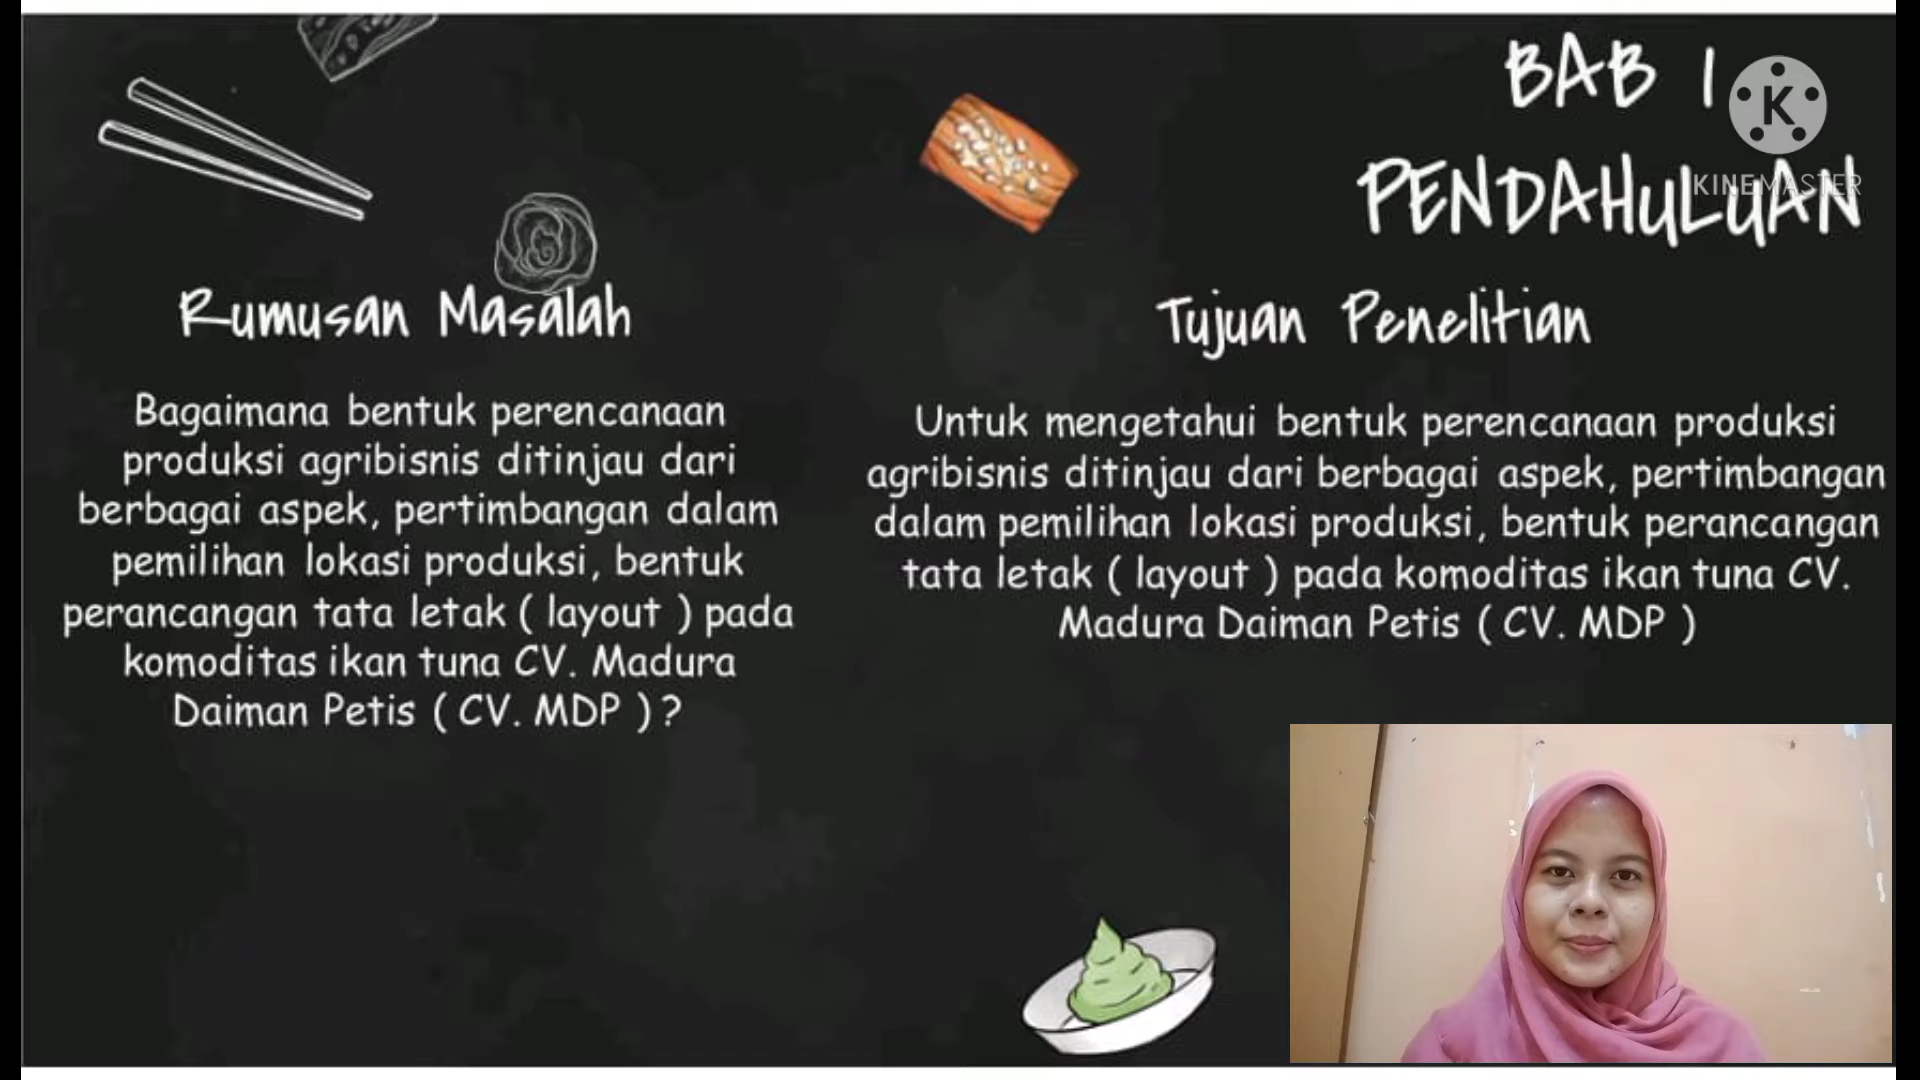 BAB 1
PENDAHULUAN
K
KINEMASTER
Rumusan Masalah
Bagaimana bentuk perencanaan
produksi agribisnis ditinjau dari
berbagai aspek, pertimbangan dalam
pemilihan lokasi produksi, bentuk
perancangan tata letak ( layout ) pada
komoditas ikan tuna CV. Madura
Daiman Petis ( CV. MDP ) ?
Tujuan Penelitian
Untuk mengetahui bentuk perencanaan produksi
agribisnis ditinjau dari berbagai aspek, pertimbangan
dalam pemilihan lokasi produksi, bentuk perancangan
tata letak ( layout ) pada komoditas ikan tuna CV.
Madura Daiman Petis ( CV. MDP )